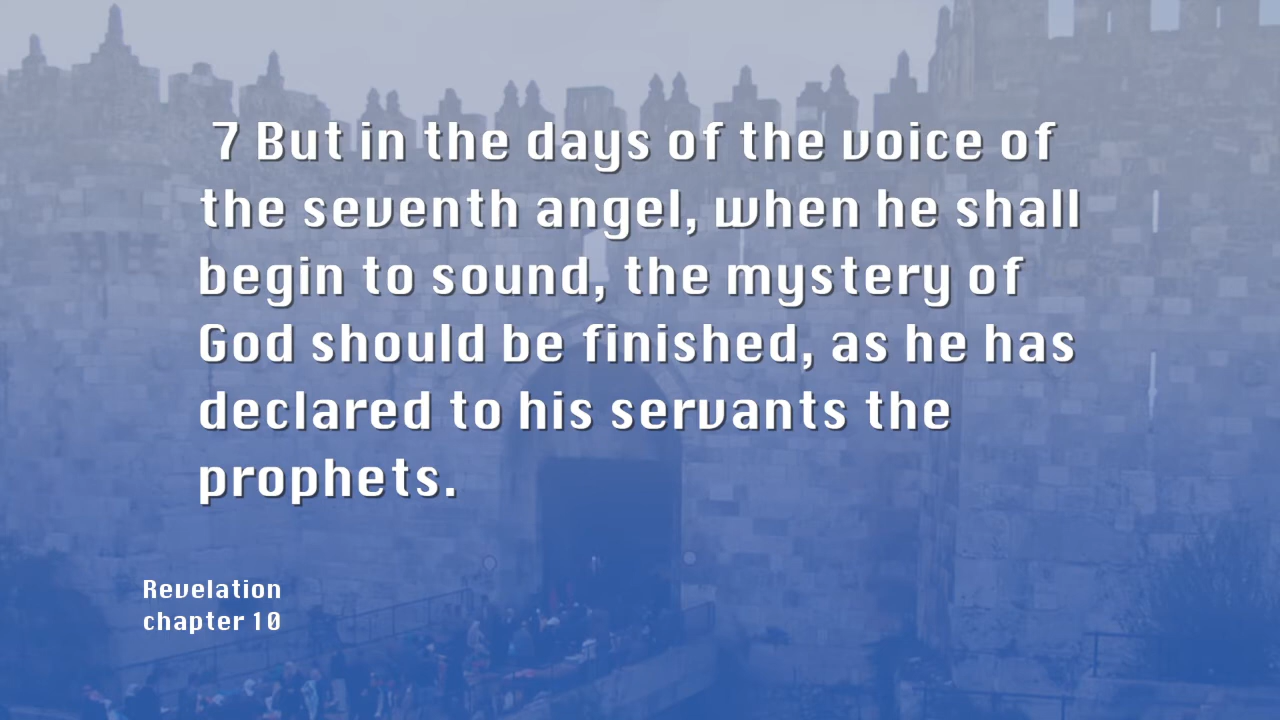 7 But in the days of the voice of
the seventh angel, when he shall
begin to sound, the mystery of
God should be finished, as he has
declared to his servants the
prophets.
Revelation
chapter 10